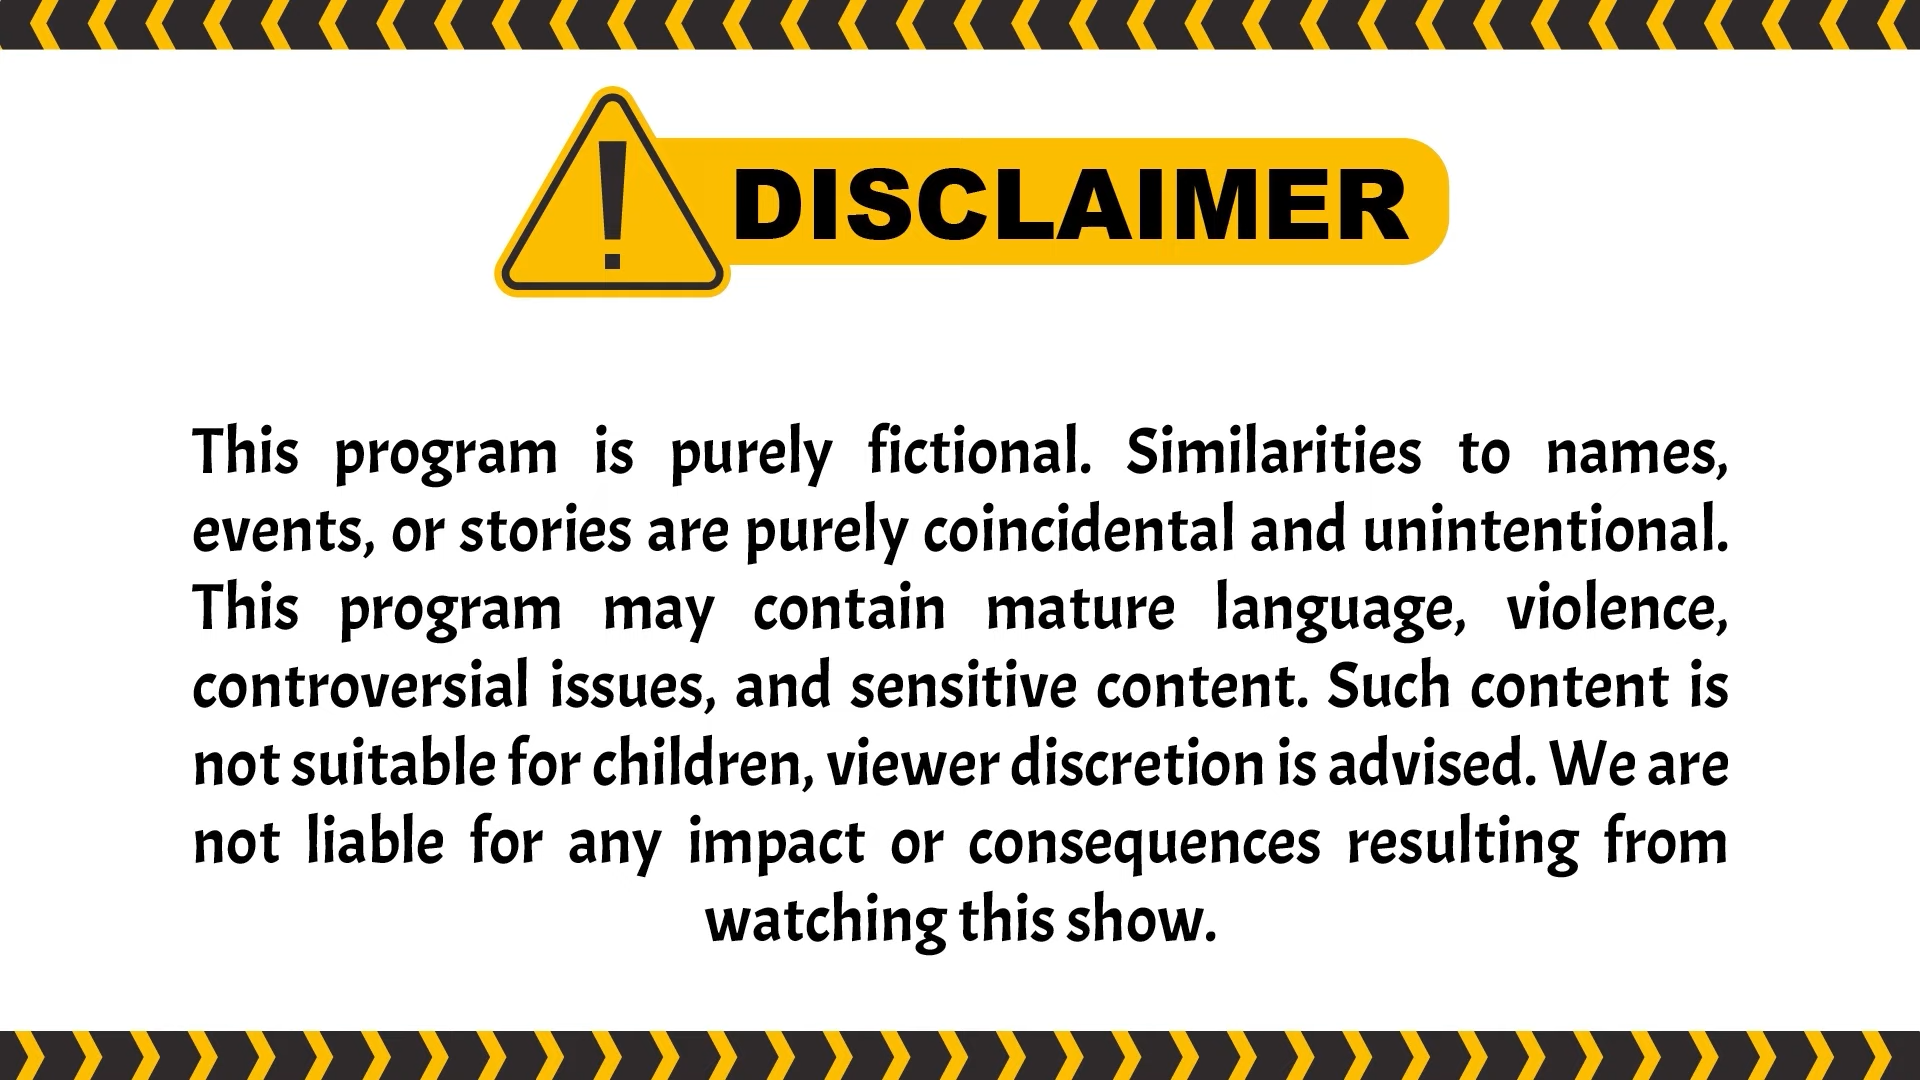 DISCLAIMER
This program is purely fictional. Similarities to names,
events, or stories are purely coincidental and unintentional.
This program may contain mature language, violence,
controversial issues, and sensitive content. Such content is
not suitable for children, viewer discretion is advised. We are
not liable for any impact or consequences resulting from
watching this show.